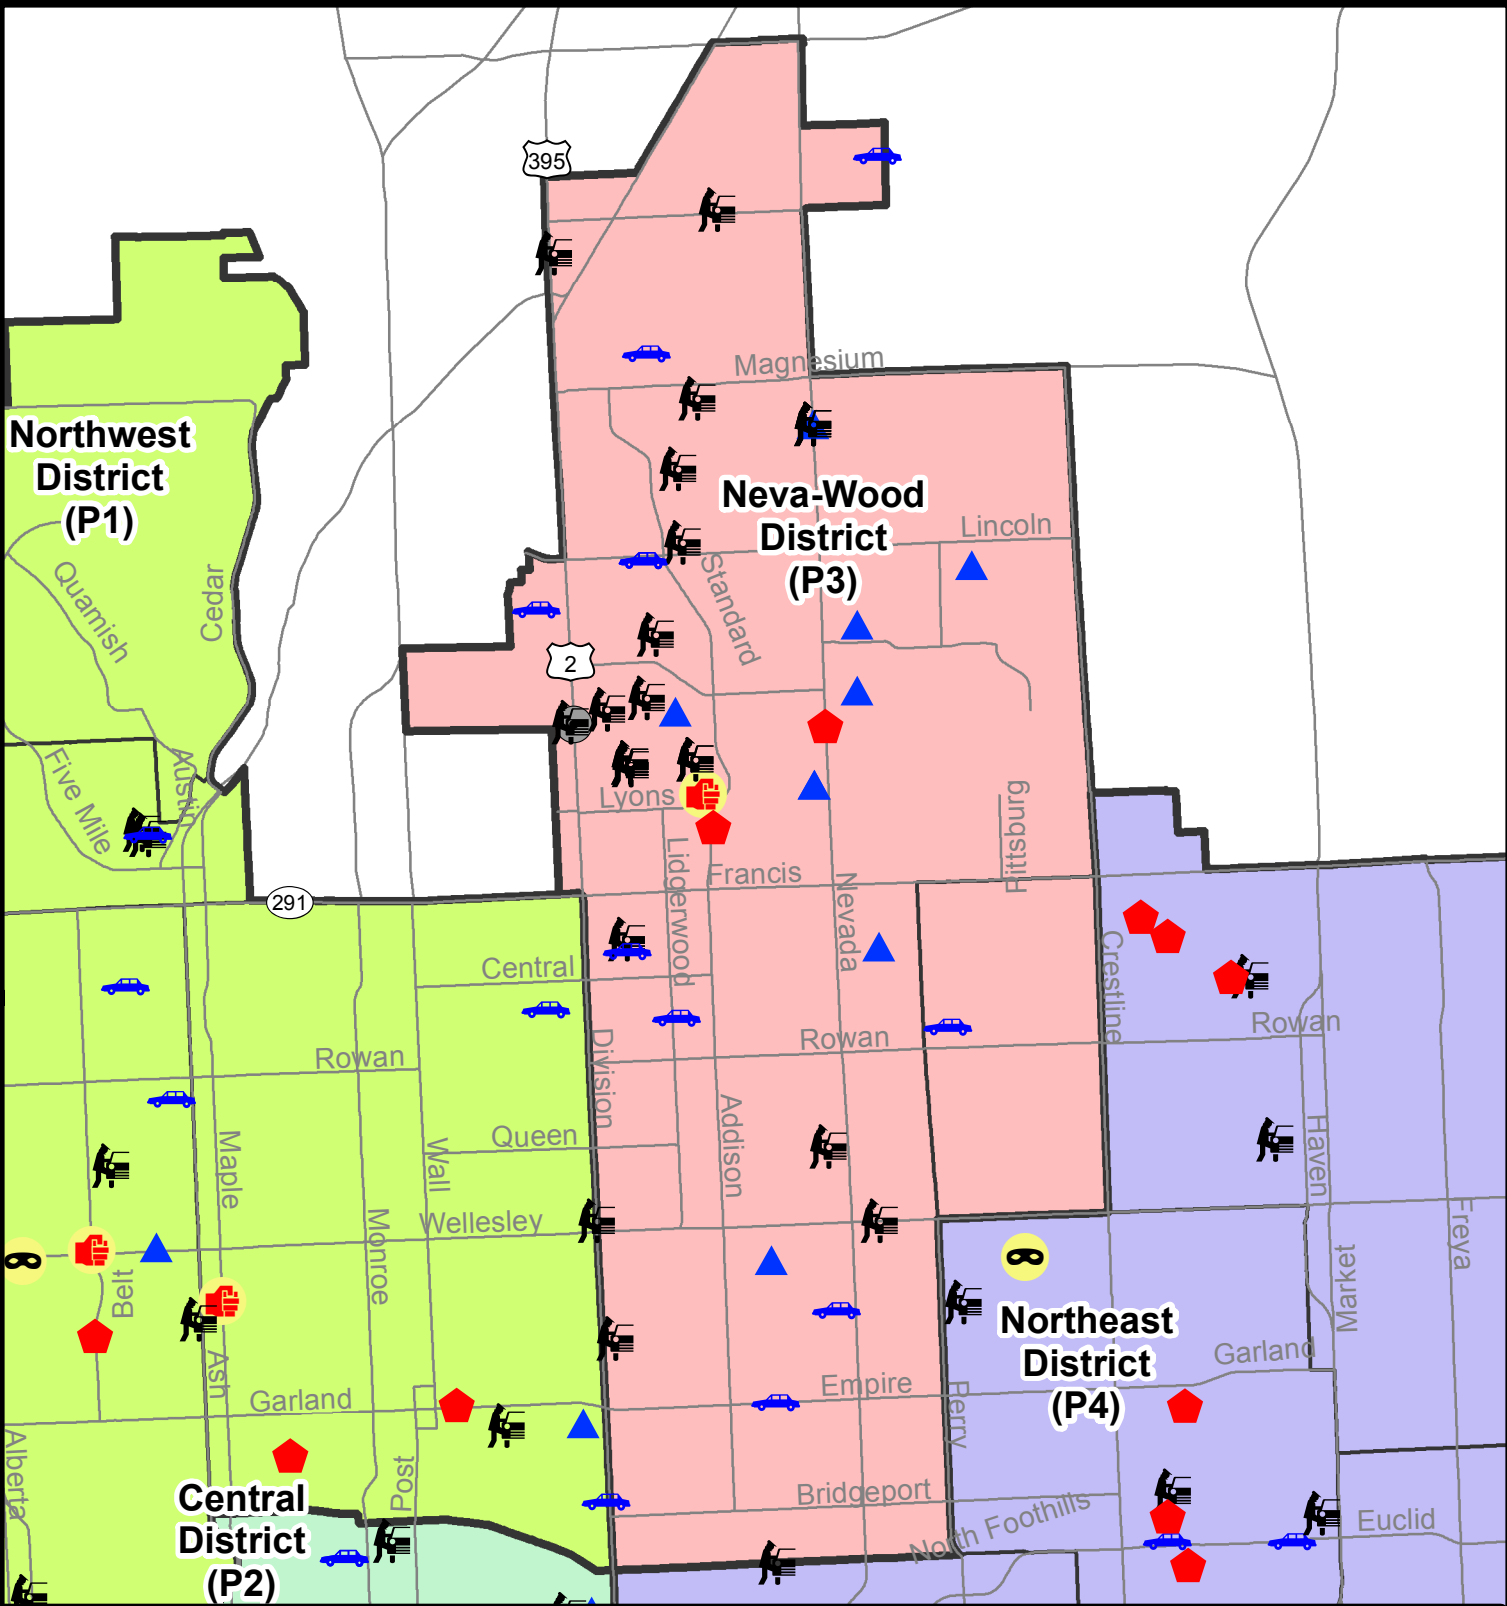 395
Magnesium
Northwest
District
(P1)
Neva-Wood
District
(P3)
Lincoln
Quamish
Cedar
Standard
2
Five Mile
Austin
Lyons
Pittsburg
Lidgerwood
Francis
Nevada
291
Central
Crestline
Rowan
Rowan
Rowan
Division
Addison
Queen
Maple
Wall
Haven
Wellesley
Monroe
Freya
Belt
Market
Northeast
District
(P4)
Ash
Garland
Garland
Empire
Perry
Alberta
Post
Central
District
(P2)
Bridgeport
North Foothills
Euclid